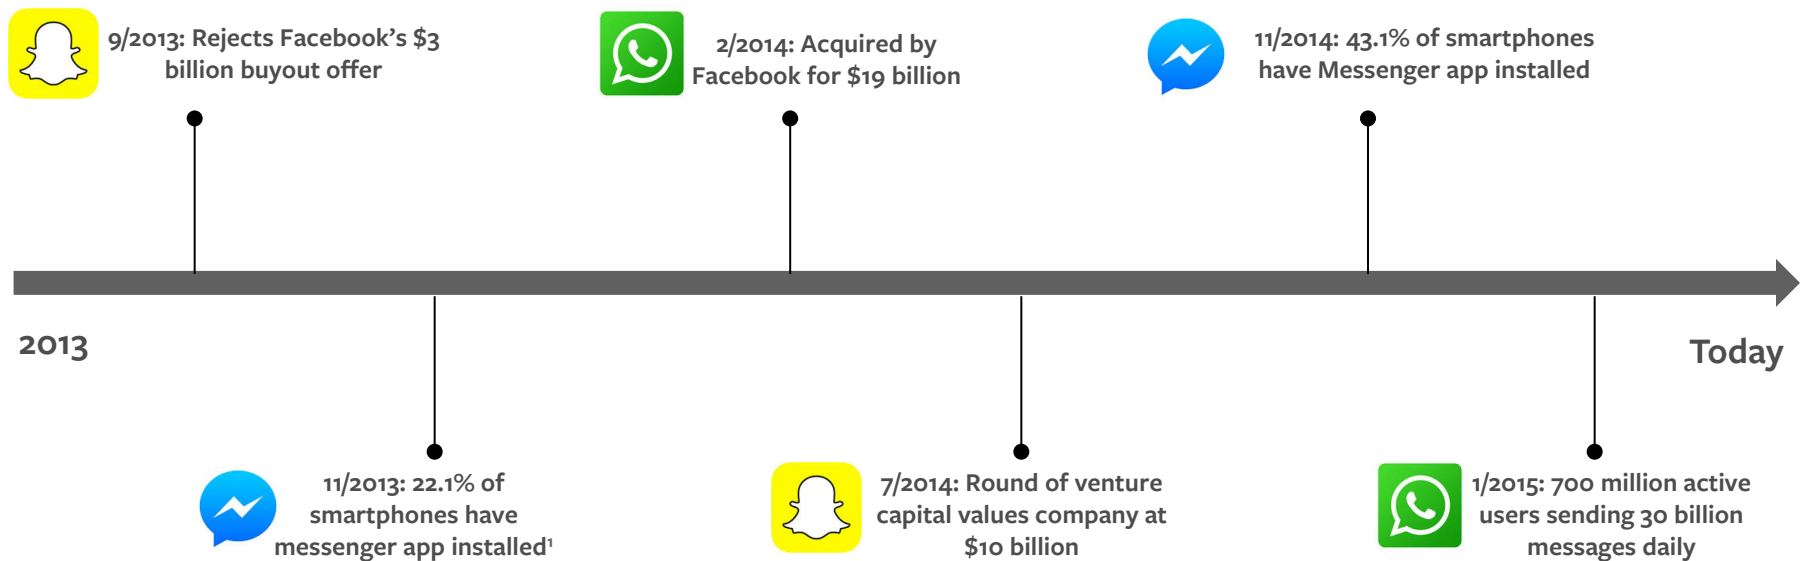 9/2013: Rejects Facebook’s $3
billion buyout offer
2/2014: Acquired by
Facebook for $19 billion
11/2014: 43.1% of smartphones
have Messenger app installed
2013
Today
11/2013: 22.1% of
smartphones have
messenger app installed¹
7/2014: Round of venture
capital values company at
$10 billion
1/2015: 700 million active
users sending 30 billion
messages daily